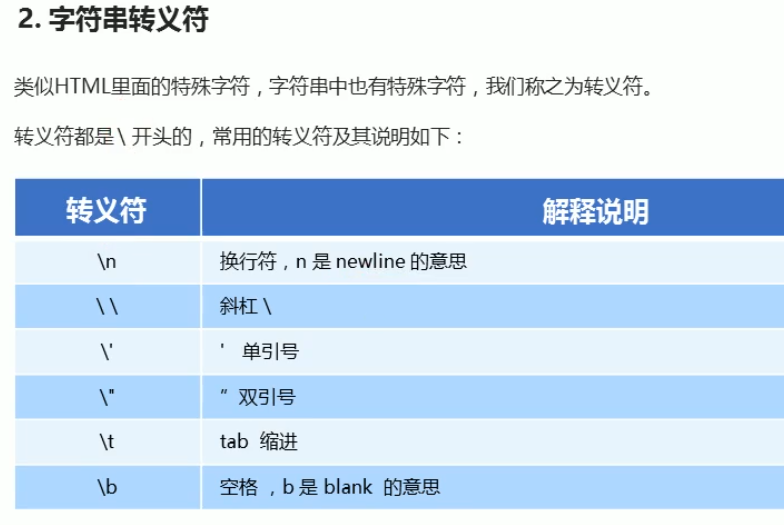 2. 字符串转义符
类似HTML里面的特殊字符，字符串中也有特殊字符，我们称之为转义符。
转义符都是 \ 开头的，常用的转义符及其说明如下：
转义符 解释说明
\n 换行符，n 是 newline 的意思
\ \ 斜杠 \
\' ' 单引号
\" ” 双引号
\t tab 缩进
\b 空格 ，b 是 blank 的意思